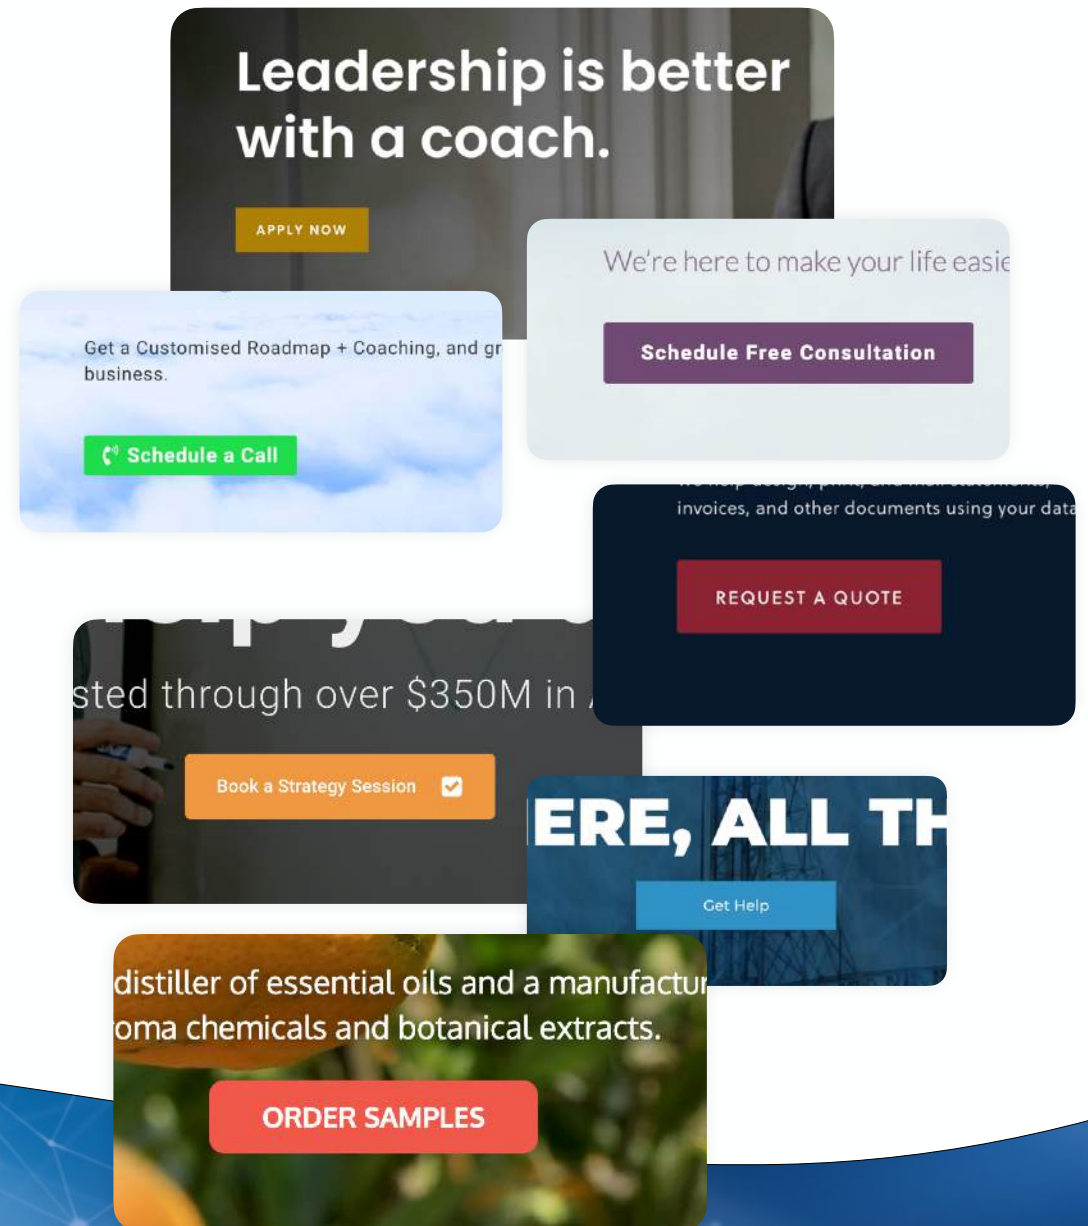 Leadership is better
with a coach.
APPLY NOW
We're here to make your life
Schedule Free Consultation
Get a Customised Roadmap + Coaching, and
business.
Schedule a Call
invoices, and other documents using your data
REQUEST A QUOTE
help you
sted through over $350M in
Book a Strategy Session
ERE, ALL TH
Get Help
distiller of essential oils and a manufactur
oma chemicals and botanical extracts.
ORDER SAMPLES